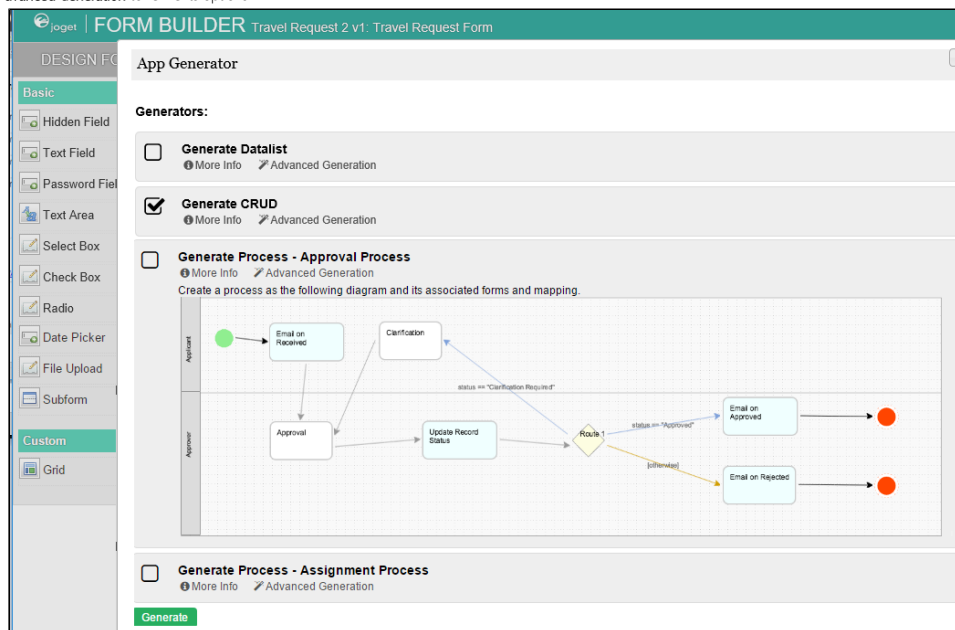 joget | FORM BUILDER Travel Request 2 v1: Travel Request Form
DESIGN FO
App Generator
Basic
Hidden Field
Text Field
Password Fiel
Text Area
Select Box
Check Box
Radio
Date Picker
File Upload
Subform
Custom
Grid
Generators:
Generate Datalist
More Info Advanced Generation
Generate CRUD
More Info Advanced Generation
Generate Process - Approval Process
More Info Advanced Generation
Create a process as the following diagram and its associated forms and mapping.
Applicant
Email on
Received
Clarification
status == "Clarification Required"
Approver
Approval
Update Record
Status
Route 1
status == "Approved"
[otherwise]
Email on
Approved
Email on Rejected
Generate Process - Assignment Process
More Info Advanced Generation
Generate